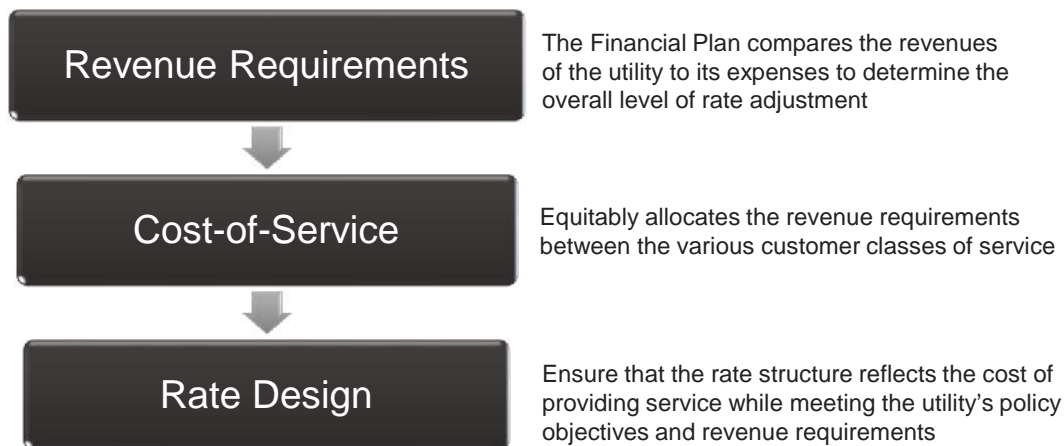 Revenue Requirements
The Financial Plan compares the revenues
of the utility to its expenses to determine the
overall level of rate adjustment
Cost-of-Service
Equitably allocates the revenue requirements
between the various customer classes of service
Rate Design
Ensure that the rate structure reflects the cost of
providing service while meeting the utility's policy
objectives and revenue requirements